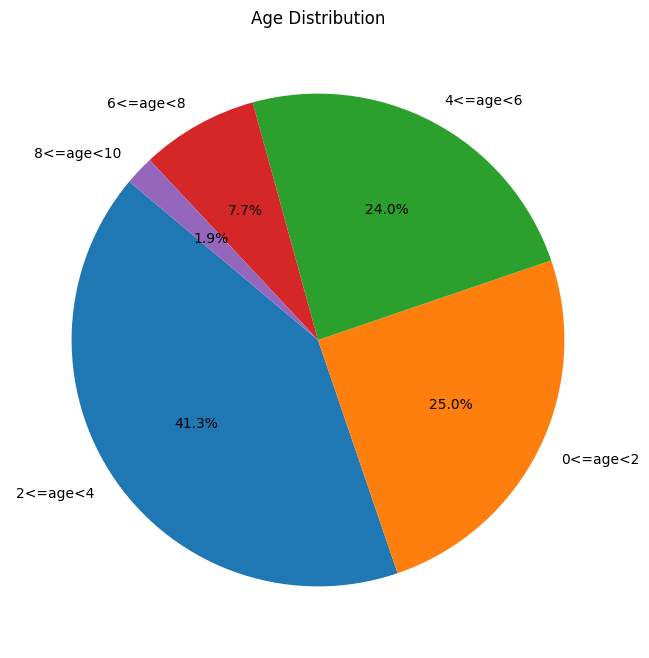 Age Distribution
4<=age<6
6<=age<8
8<=age<10
24.0%
7.7%
1.9%
25.0%
41.3%
0<=age<2
2<=age<4